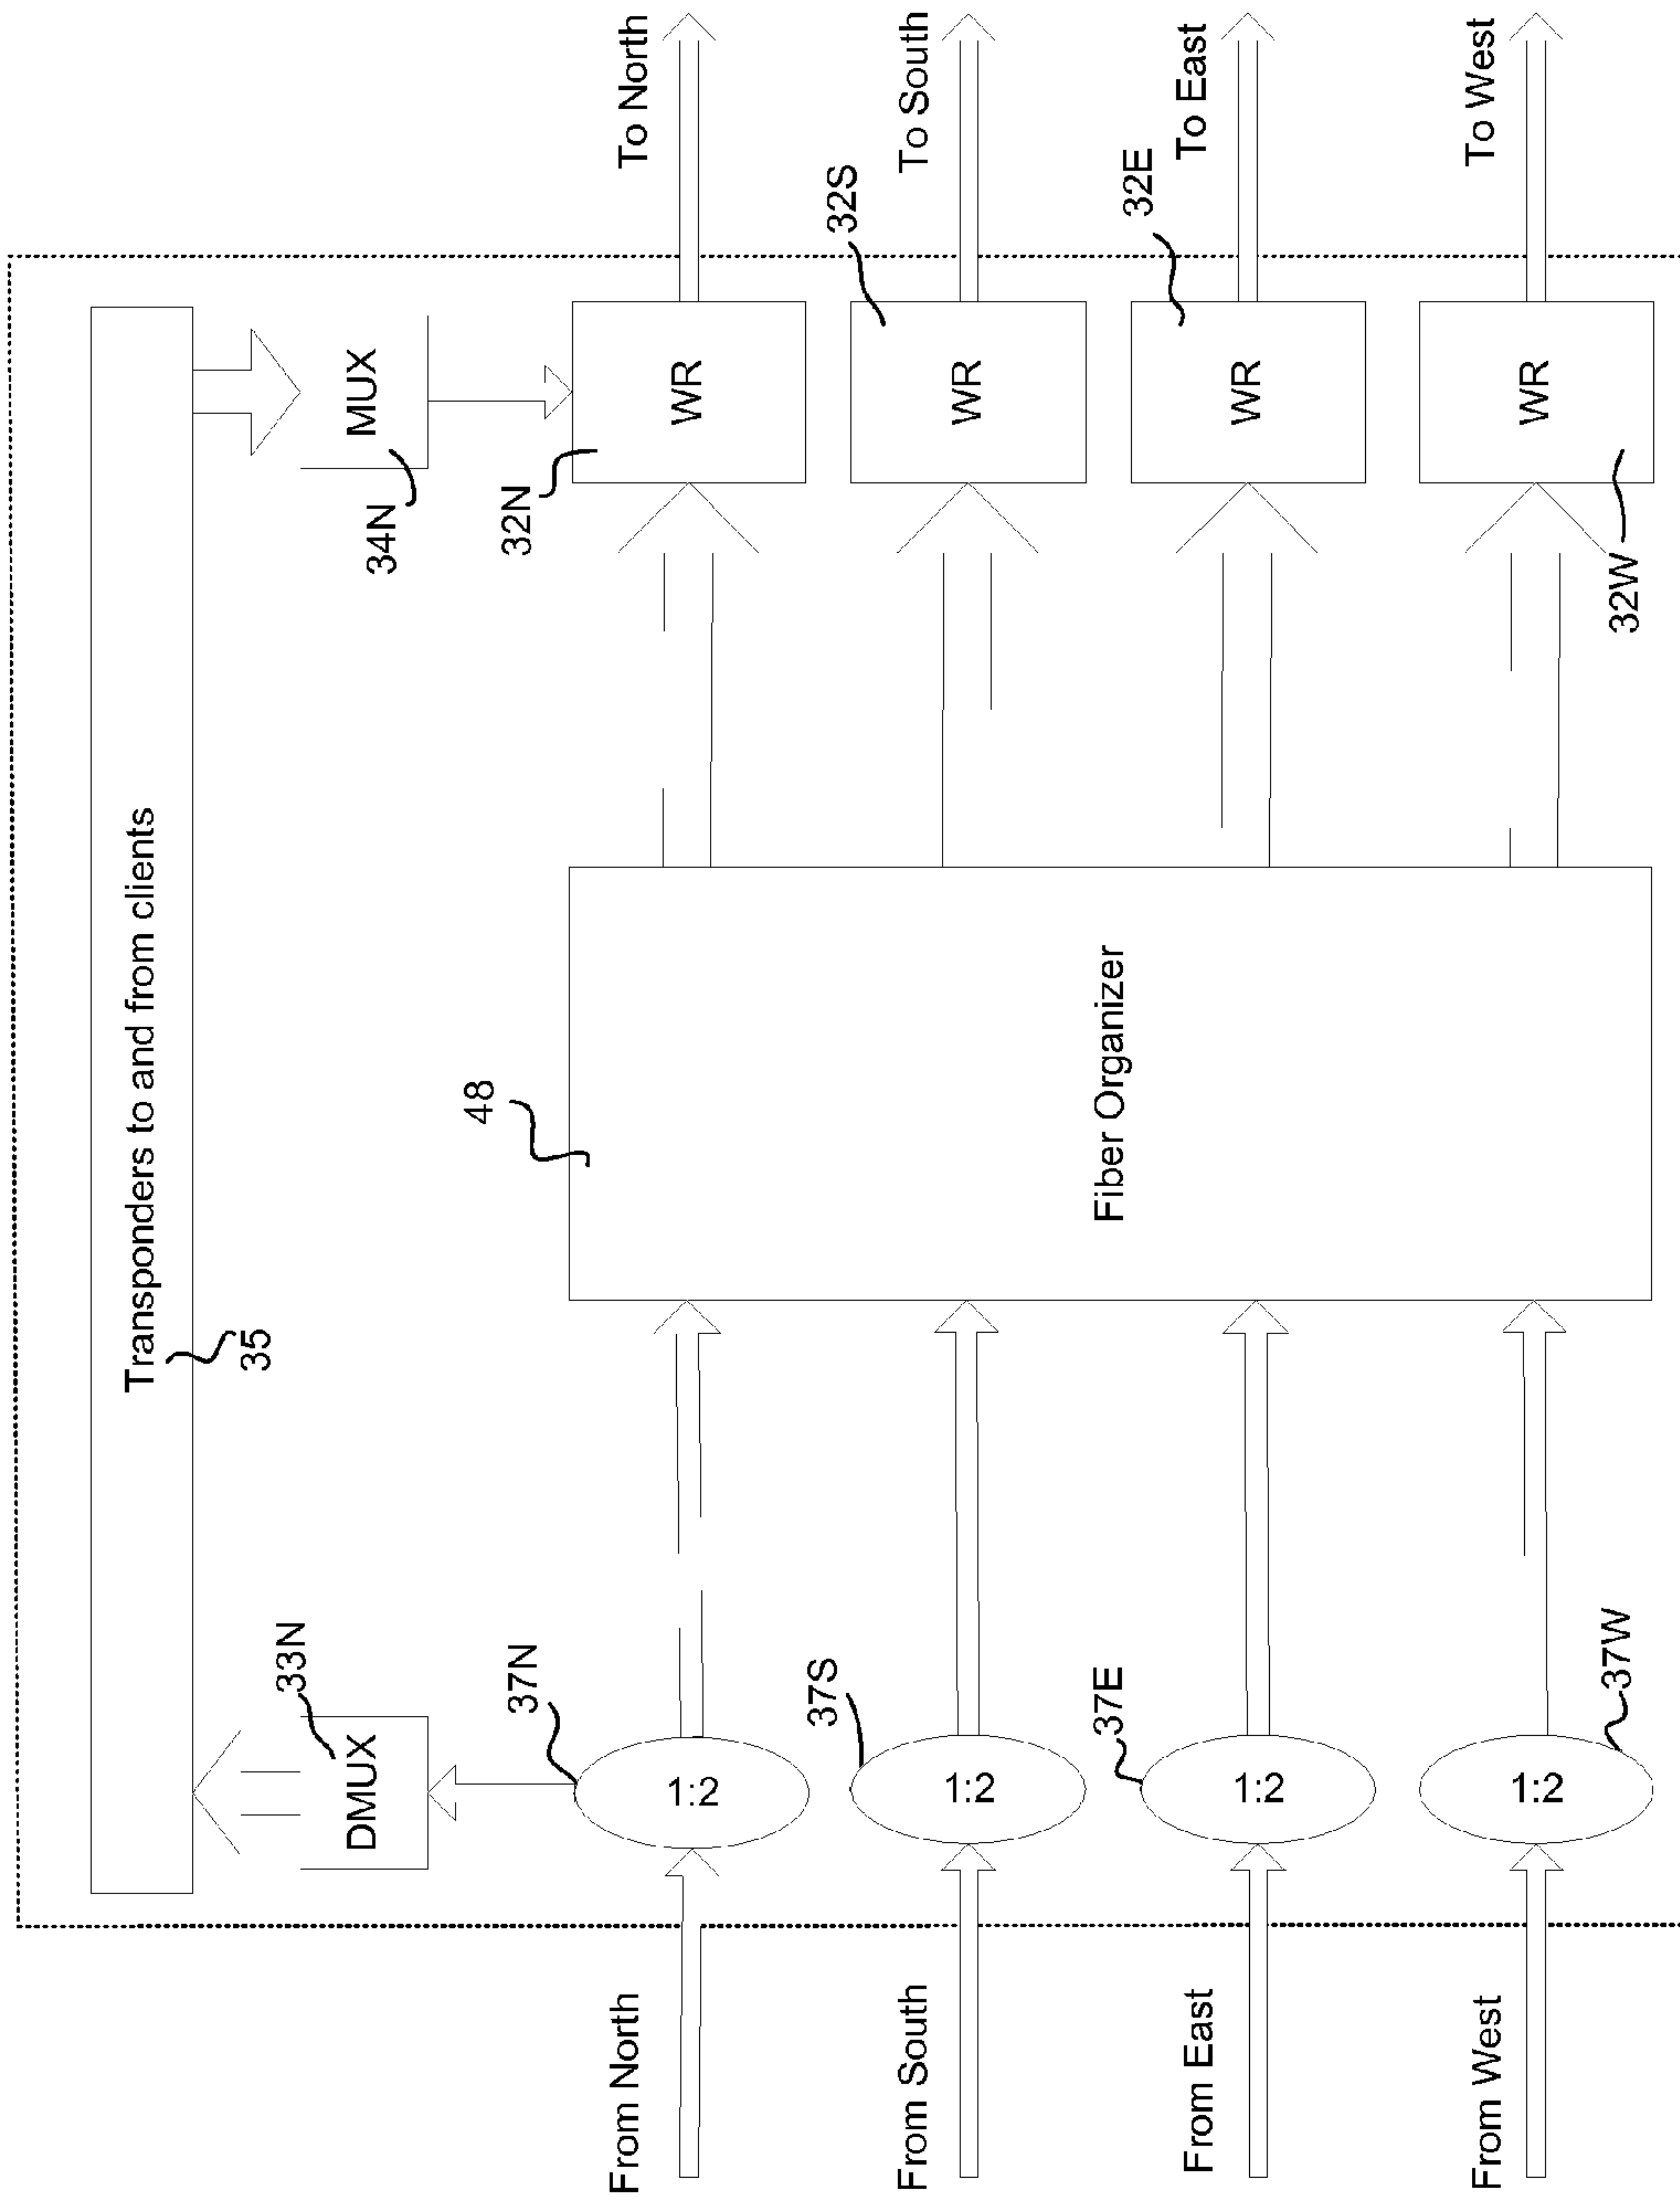 Transponders to and from clients
35
33N
DMUX
MUX
34N
48
37N
32N
From North
1:2
WR
To North
37S
32S
From South
1:2
WR
To South
Fiber Organizer
37E
32E
From East
1:2
WR
To East
From West
1:2
WR
To West
37W
32W